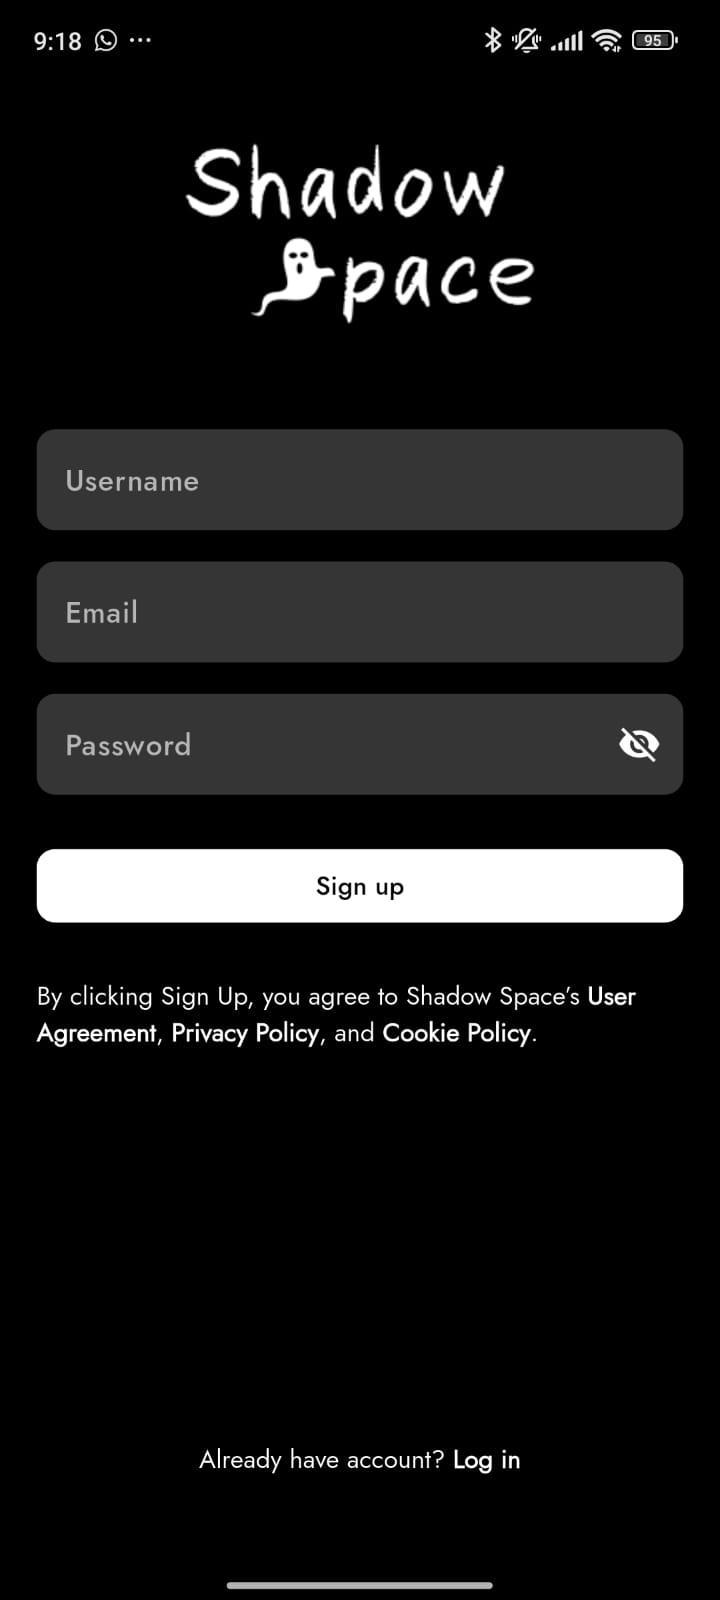 9:18
95
Shadow
Space
Username
Email
Password
Sign up
By clicking Sign Up, you agree to Shadow Space’s User
Agreement, Privacy Policy, and Cookie Policy.
Already have account? Log in